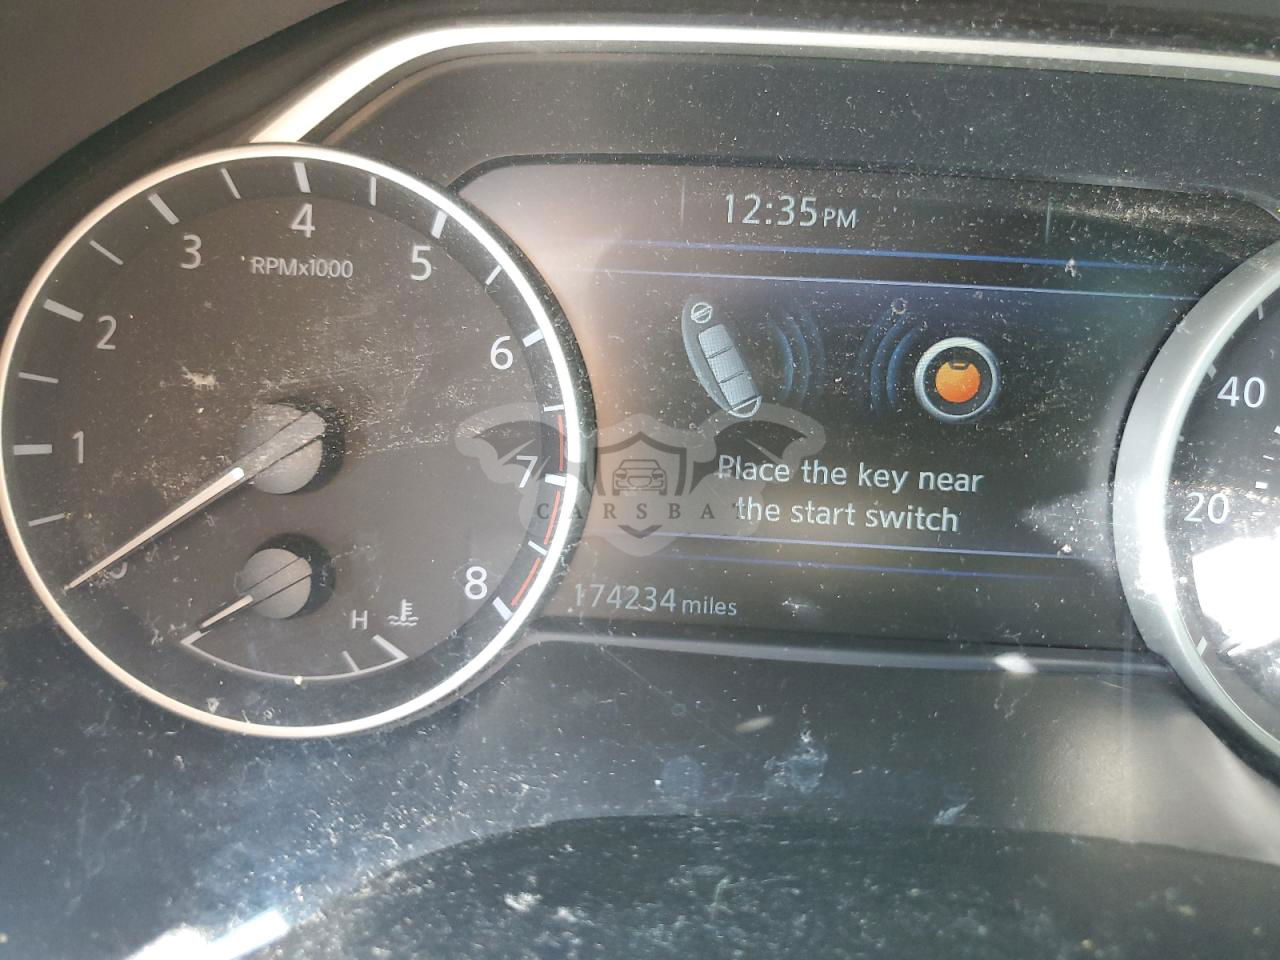 12:35PM
3
4
5
RPMx1000
2
6
1
7
40
20
Place the key near
the start switch
CARSBA
0
8
H
174234 miles